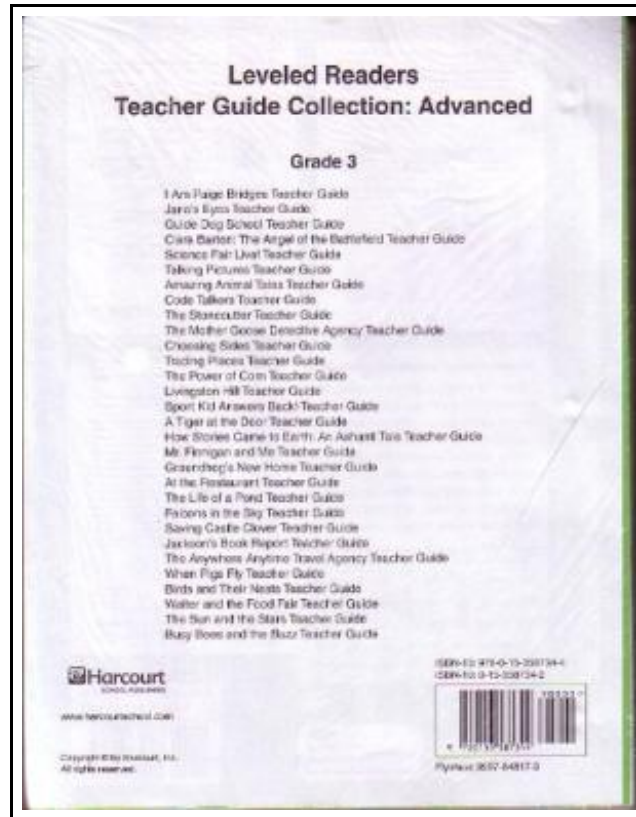 Leveled Readers
Teacher Guide Collection: Advanced
Grade 3
I Am Paige Bridges Teacher Guide
Jane's Eyes Teacher Guide
Guide Dog School Teacher Guide
Clara Barton: The Angel of the Battlefield Teacher Guide
Science Fair Live! Teacher Guide
Talking Pictures Teacher Guide
Amazing Animal Tales Teacher Guide
Code Talkers Teacher Guide
The Stonecutter Teacher Guide
The Mother Goose Detective Agency Teacher Guide
Choosing Sides Teacher Guide
Trading Places Teacher Guide
The Power of Corn Teacher Guide
Livingston Hill Teacher Guide
Sport Kid Answers Back! Teacher Guide
A Tiger at the Door Teacher Guide
How Stories Came to Earth: An Ashanti Tale Teacher Guide
Mr. Finnigan and Me Teacher Guide
Groundhog's New Home Teacher Guide
At the Restaurant Teacher Guide
The Life of a Pond Teacher Guide
Falcons in the Sky Teacher Guide
Saving Castle Clover Teacher Guide
Jackson's Book Report Teacher Guide
The Anywhere Anytime Travel Agency Teacher Guide
When Pigs Fly Teacher Guide
Birds and Their Nests Teacher Guide
Walter and the Food Fair Teacher Guide
The Sun and the Stars Teacher Guide
Busy Bees and the Buzz Teacher Guide
Harcourt
SCHOOL PUBLISHERS
www.harcourtschool.com
Copyright © by Harcourt, Inc.
All rights reserved.